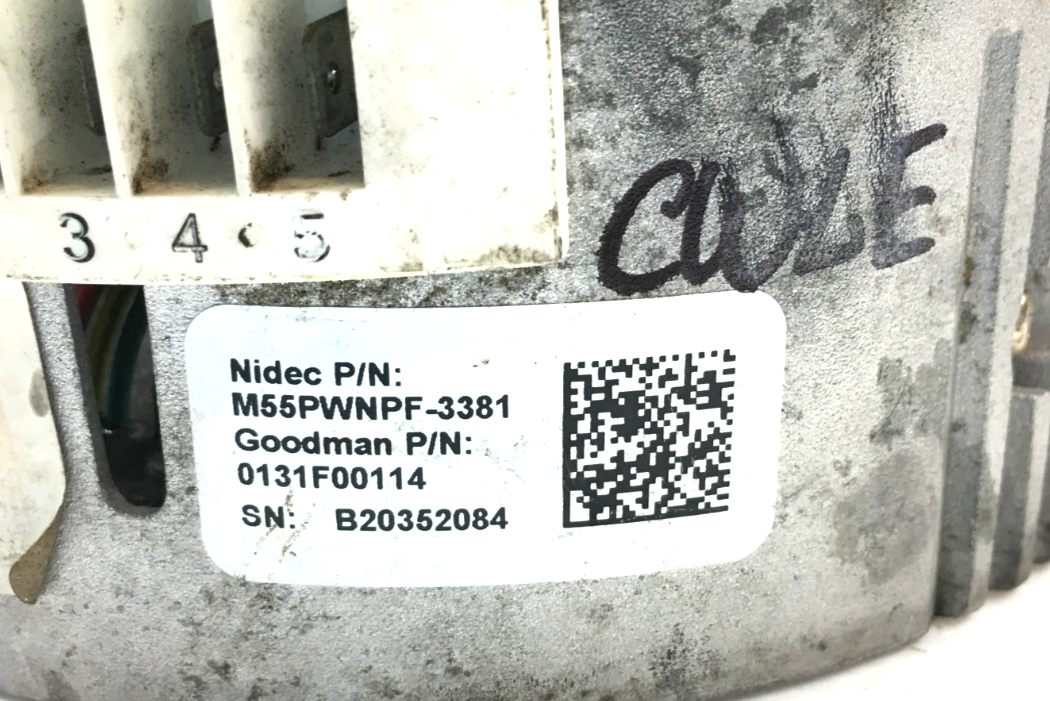 3 4 5
Nidec P/N:
M55PWNPF-3381
Goodman P/N:
0131F00114
SN: B20352084